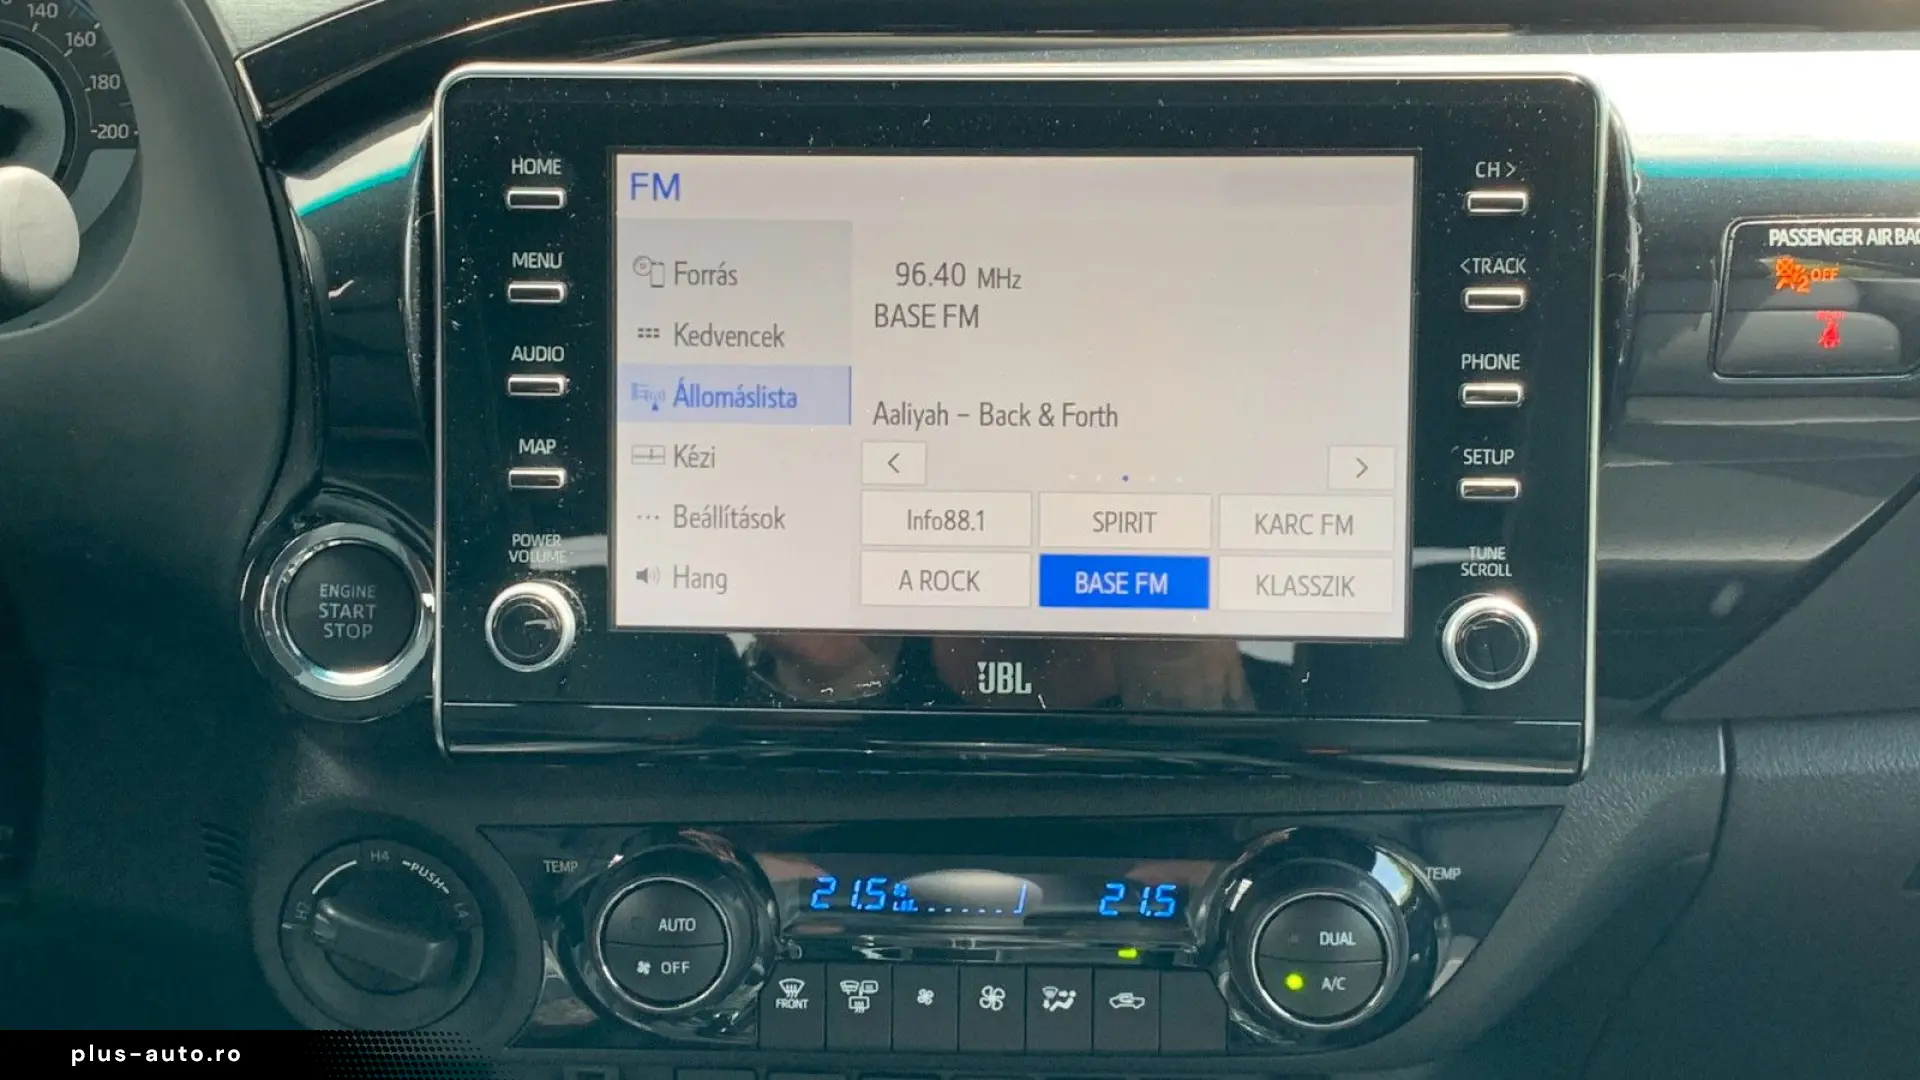 140
160
180
200
HOME
MENU
AUDIO
MAP
POWER
VOLUME
ENGINE
START
STOP
FM
Forrás
Kedvencek
Állomáslista
Kézi
Beállítások
Hang
96.40 MHz
BASE FM
Aaliyah – Back & Forth
<
>
Info88.1
SPIRIT
KARC FM
A ROCK
BASE FM
KLASSZIK
JBL
CH >
<TRACK
PHONE
SETUP
TUNE
SCROLL
PASSENGER AIR BAG
OFF
H2
H4
-PUSH-
L4
TEMP
AUTO
OFF
21.5
21.5
TEMP
DUAL
A/C
FRONT
plus-auto.ro